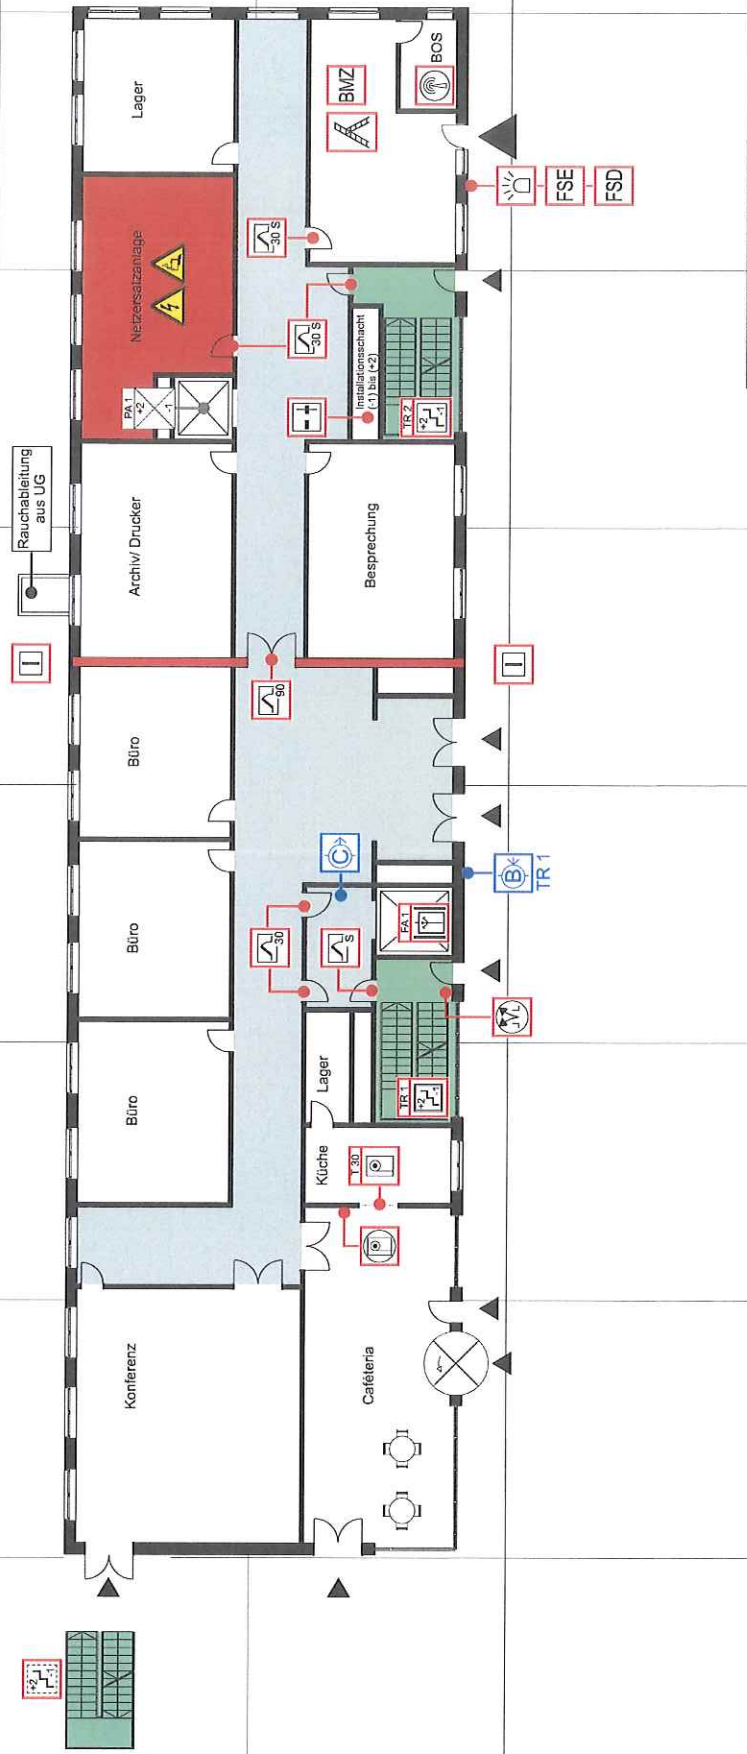 Lager
BOS
BMZ
FSE
FSD
30 S
Netzersatzanlage
30 S
PA 1
+2
-1
Installationsschacht
(-1) bis (+2)
TR 2
+2
-1
Rauchableitung
aus UG
Archiv/ Drucker
Besprechung
90
Büro
C
B
TR 1
Büro
30
S
FA 1
L
Büro
Lager
TR 1
+2
-1
Küche
T 30
Konferenz
Caféteria
+2
-1